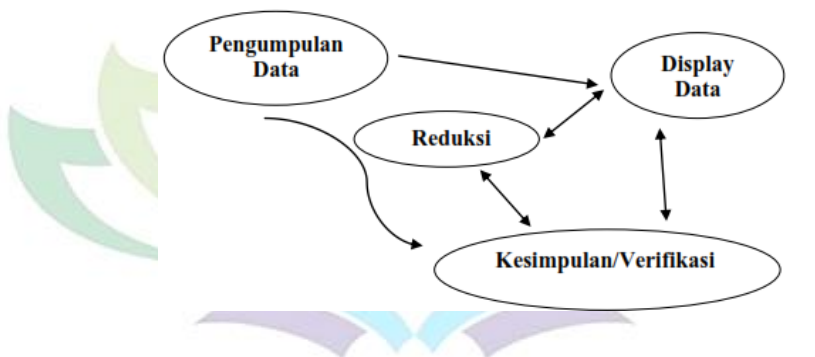 Pengumpulan
Data
Display
Data
Reduksi
Kesimpulan/Verifikasi